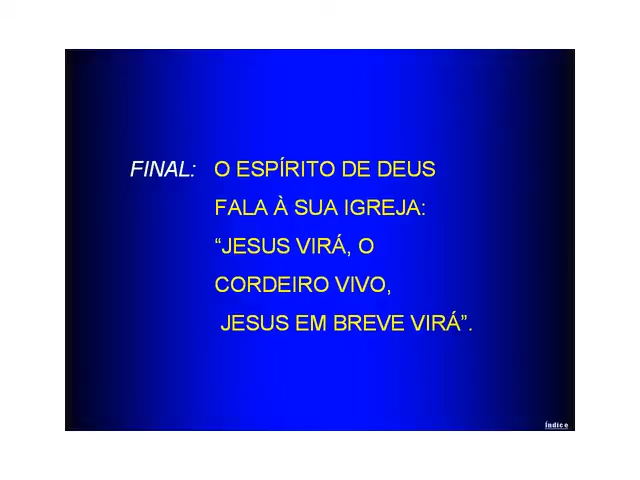 FINAL: O ESPÍRITO DE DEUS
FALA À SUA IGREJA:
“JESUS VIRÁ, O
CORDEIRO VIVO,
JESUS EM BREVE VIRÁ”.
Índice